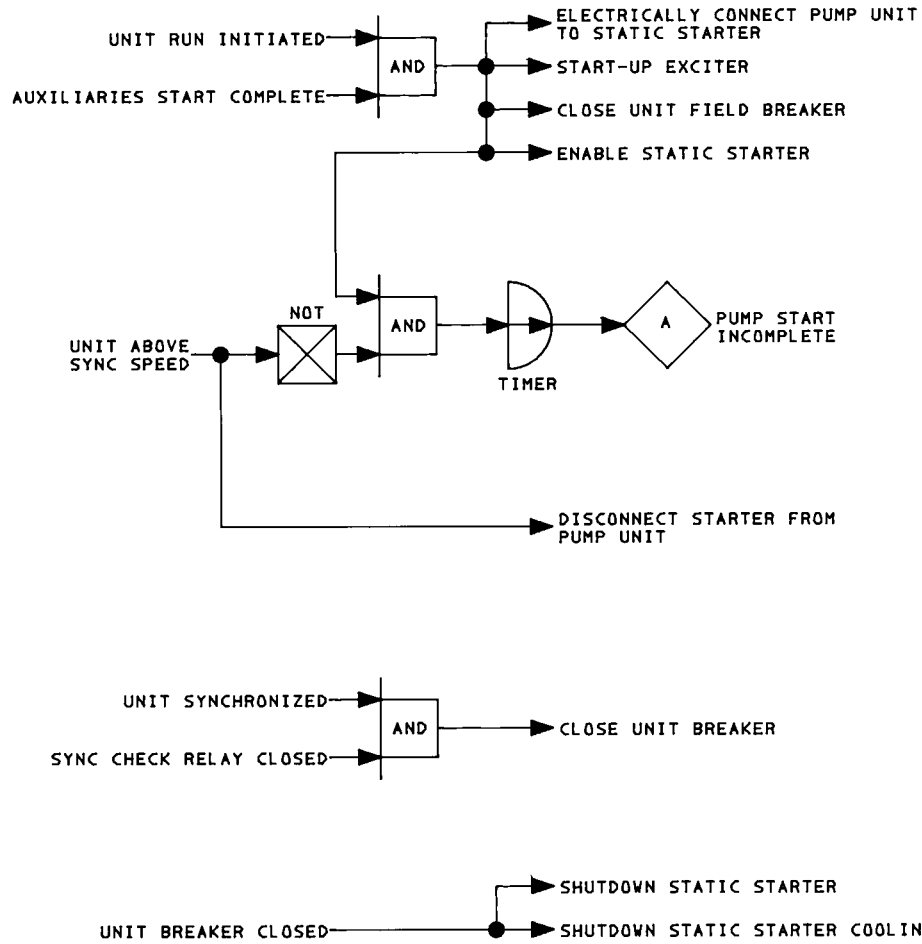 ELECTRICALLY CONNECT PUMP UNIT
TO STATIC STARTER
UNIT RUN INITIATED
AND
START-UP EXCITER
AUXILIARIES START COMPLETE
CLOSE UNIT FIELD BREAKER
ENABLE STATIC STARTER
NOT
AND
A
PUMP START
INCOMPLETE
UNIT ABOVE
SYNC SPEED
TIMER
DISCONNECT STARTER FROM
PUMP UNIT
UNIT SYNCHRONIZED
AND
CLOSE UNIT BREAKER
SYNC CHECK RELAY CLOSED
SHUTDOWN STATIC STARTER
UNIT BREAKER CLOSED
SHUTDOWN STATIC STARTER COOLIN